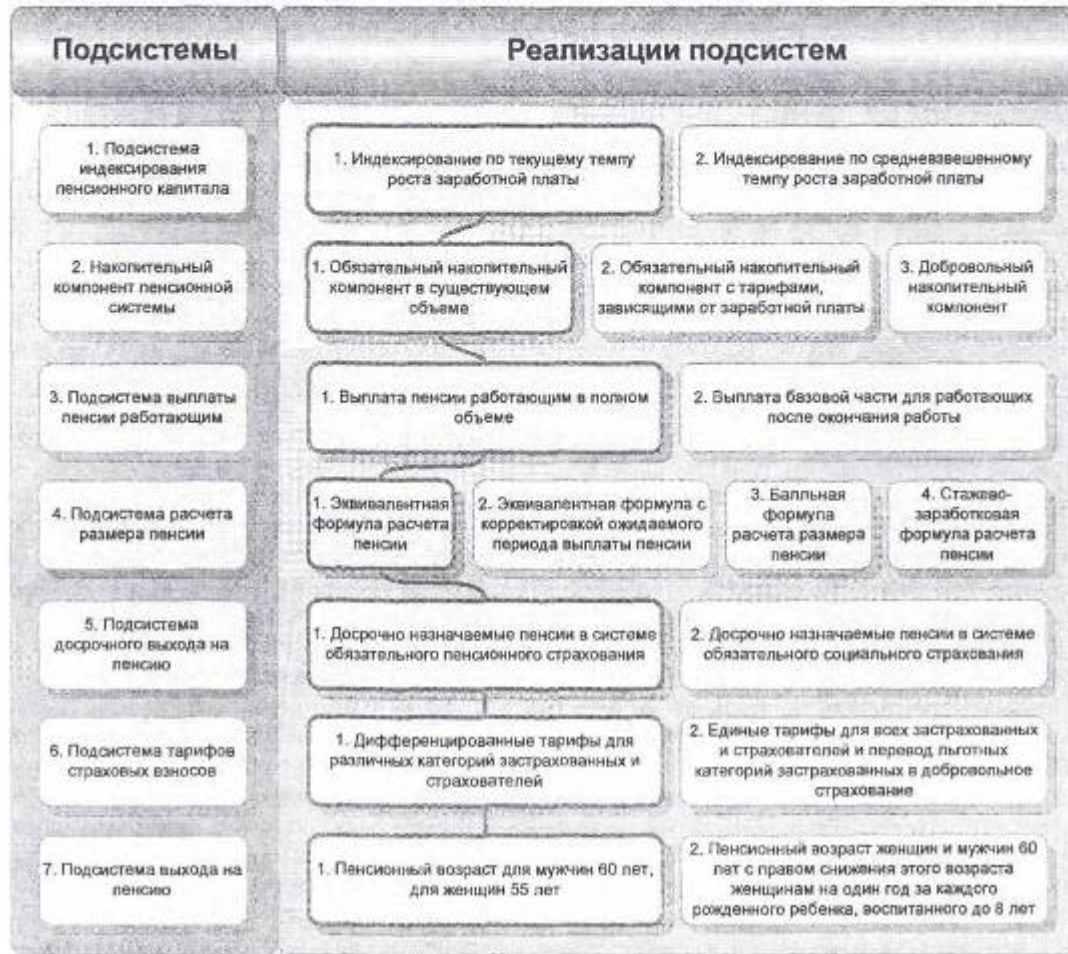 Подсистемы
Реализации подсистем
1. Подсистема
индексирования
пенсионного капитала
1. Индексирование по текущему темпу
роста заработной платы
2. Индексирование по средневзвешенному
темпу роста заработной платы
2. Накопительный
компонент пенсионной
системы
1. Обязательный накопительный
компонент в существующем
объеме
2. Обязательный накопительный
компонент с тарифами,
зависящими от заработной платы
3. Добровольный
накопительный
компонент
3. Подсистема выплаты
пенсии работающим
1. Выплата пенсии работающим в полном
объеме
2. Выплата базовой части для работающих
после окончания работы
4. Подсистема расчета
размера пенсии
1. Эквивалентная
формула расчета
пенсии
2. Эквивалентная формула с
корректировкой ожидаемого
периода выплаты пенсии
3. Балльная
формула
расчета размера
пенсии
4. Стажево-
заработковая
формула расчета
пенсии
5. Подсистема
досрочного выхода на
пенсию
1. Досрочно назначаемые пенсии в системе
обязательного пенсионного страхования
2. Досрочно назначаемые пенсии в системе
обязательного социального страхования
6. Подсистема тарифов
страховых взносов
1. Дифференцированные тарифы для
различных категорий застрахованных и
страхователей
2. Единые тарифы для всех застрахованных
и страхователей и перевод льготных
категорий застрахованных в добровольное
страхование
7. Подсистема выхода на
пенсию
1. Пенсионный возраст для мужчин 60 лет,
для женщин 55 лет
2. Пенсионный возраст женщин и мужчин 60
лет с правом снижения этого возраста
женщинам на один год за каждого
рожденного ребенка, воспитанного до 8 лет